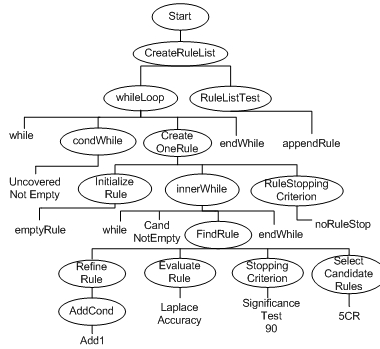 Start
CreateRuleList
whileLoop
RuleListTest
while
condWhile
Create
OneRule
endWhile
appendRule
Uncovered
Not Empty
Initialize
Rule
innerWhile
RuleStopping
Criterion
emptyRule
while
Cand
NotEmpty
FindRule
endWhile
noRuleStop
Refine
Rule
Evaluate
Rule
Stopping
Criterion
Select
Candidate
Rules
AddCond
Laplace
Accuracy
Significance
Test
90
5CR
Add1